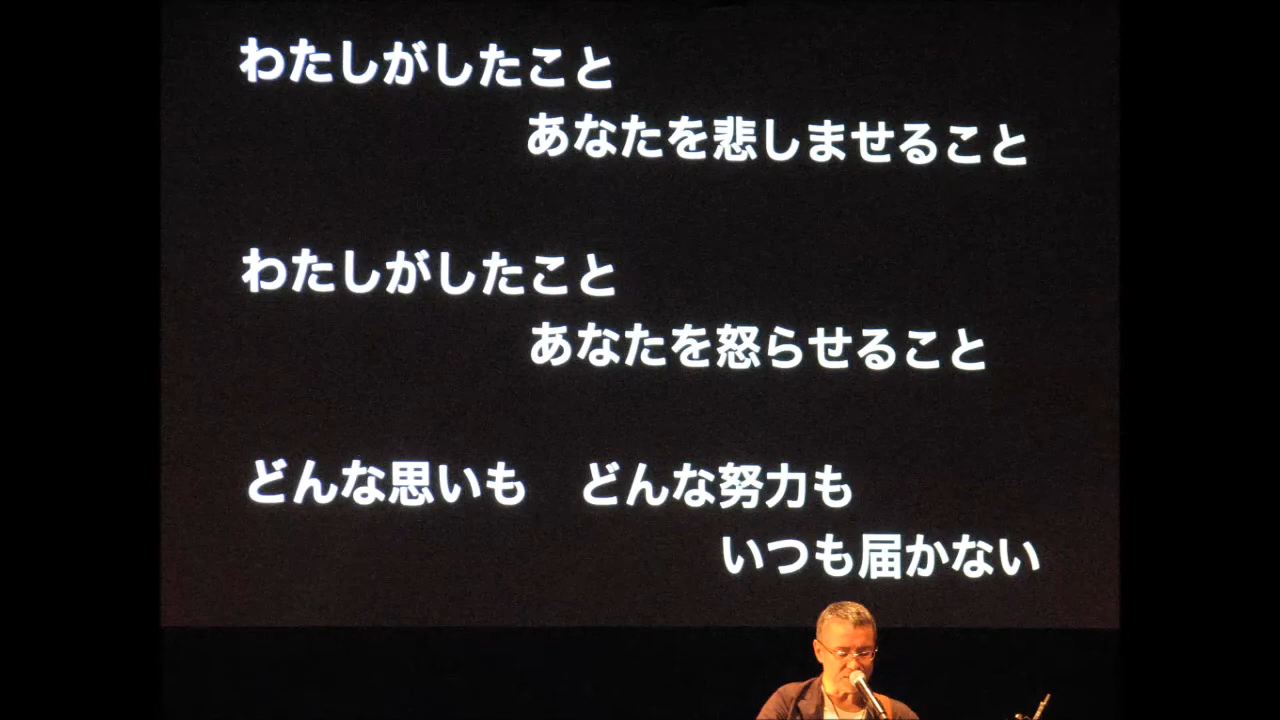 わたしがしたこと
あなたを悲しませること
わたしがしたこと
あなたを怒らせること
どんな思いも　どんな努力も
いつも届かない